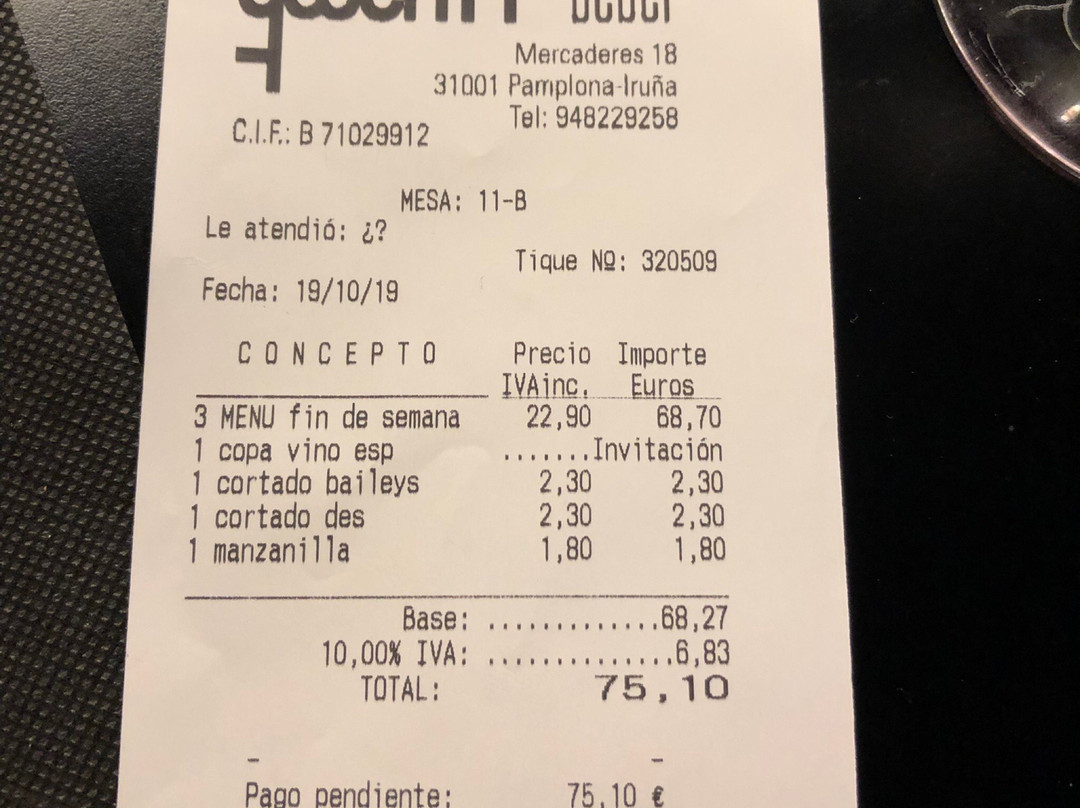 Mercaderes 18
31001 Pamplona-Iruña
Tel: 948229258
C.I.F.: B 71029912
MESA: 11-B
Le atendió: ¿?
Tique Nº: 320509
Fecha: 19/10/19
CONCEPTO Precio Importe
IVAinc. Euros
3 MENU fin de semana 22,90 68,70
1 copa vino esp .......Invitación
1 cortado baileys 2,30 2,30
1 cortado des 2,30 2,30
1 manzanilla 1,80 1,80
Base: .............68,27
10,00% IVA: ..............6,83
TOTAL: 75,10
- -
Pago pendiente: 75,10 €